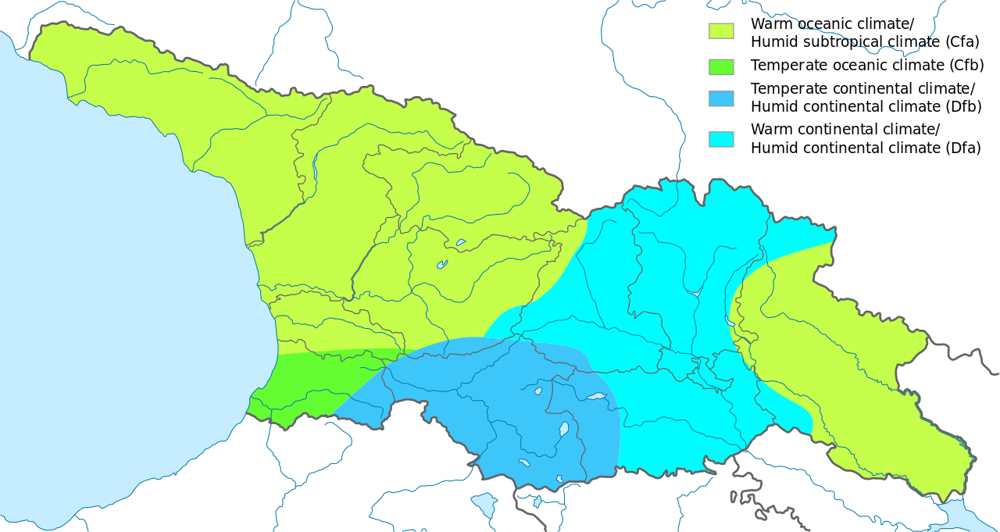 Warm oceanic climate/
Humid subtropical climate (Cfa)
Temperate oceanic climate (Cfb)
Temperate continental climate/
Humid continental climate (Dfb)
Warm continental climate/
Humid continental climate (Dfa)